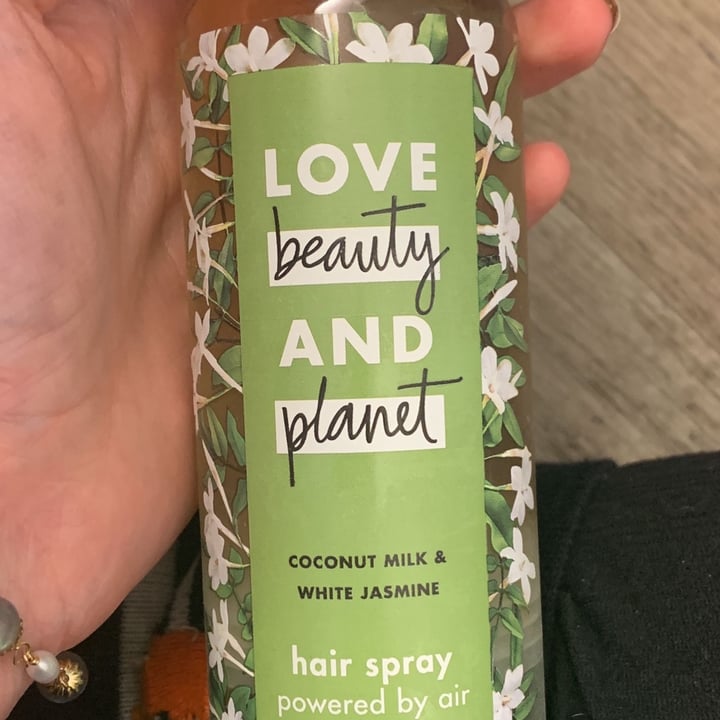 LOVE
beauty
AND
planet
COCONUT MILK &
WHITE JASMINE
hair spray
powered by air